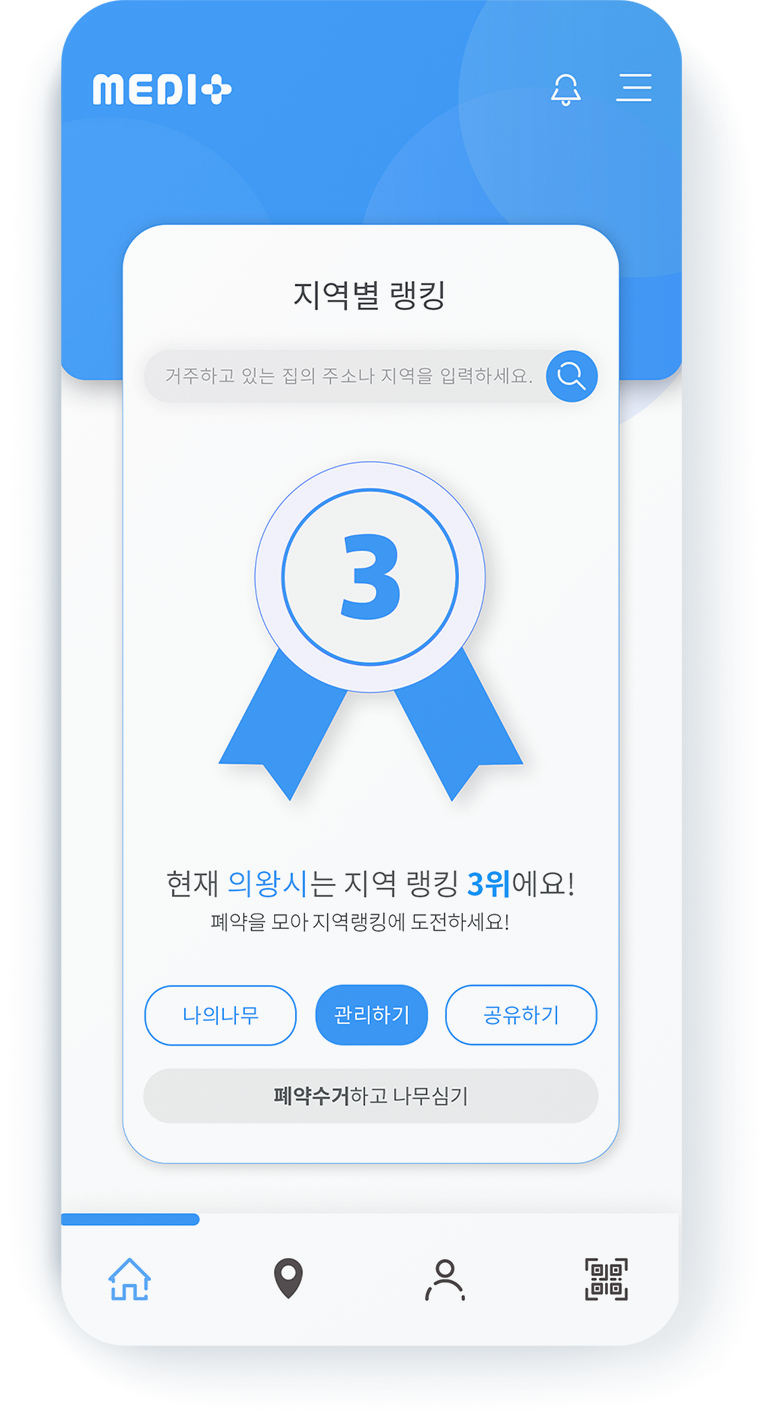 MEDI+
지역별 랭킹
거주하고 있는 집의 주소나 지역을 입력하세요.
3
현재 의왕시는 지역 랭킹 3위에요!
폐약을 모아 지역랭킹에 도전하세요!
나의나무 관리하기 공유하기
폐약수거하고 나무심기